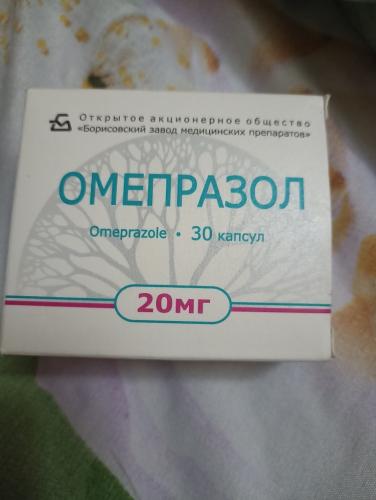 Открытое акционерное общество
«Борисовский завод медицинских препаратов»
ОМЕПРАЗОЛ
Omeprazole • 30 капсул
20мг